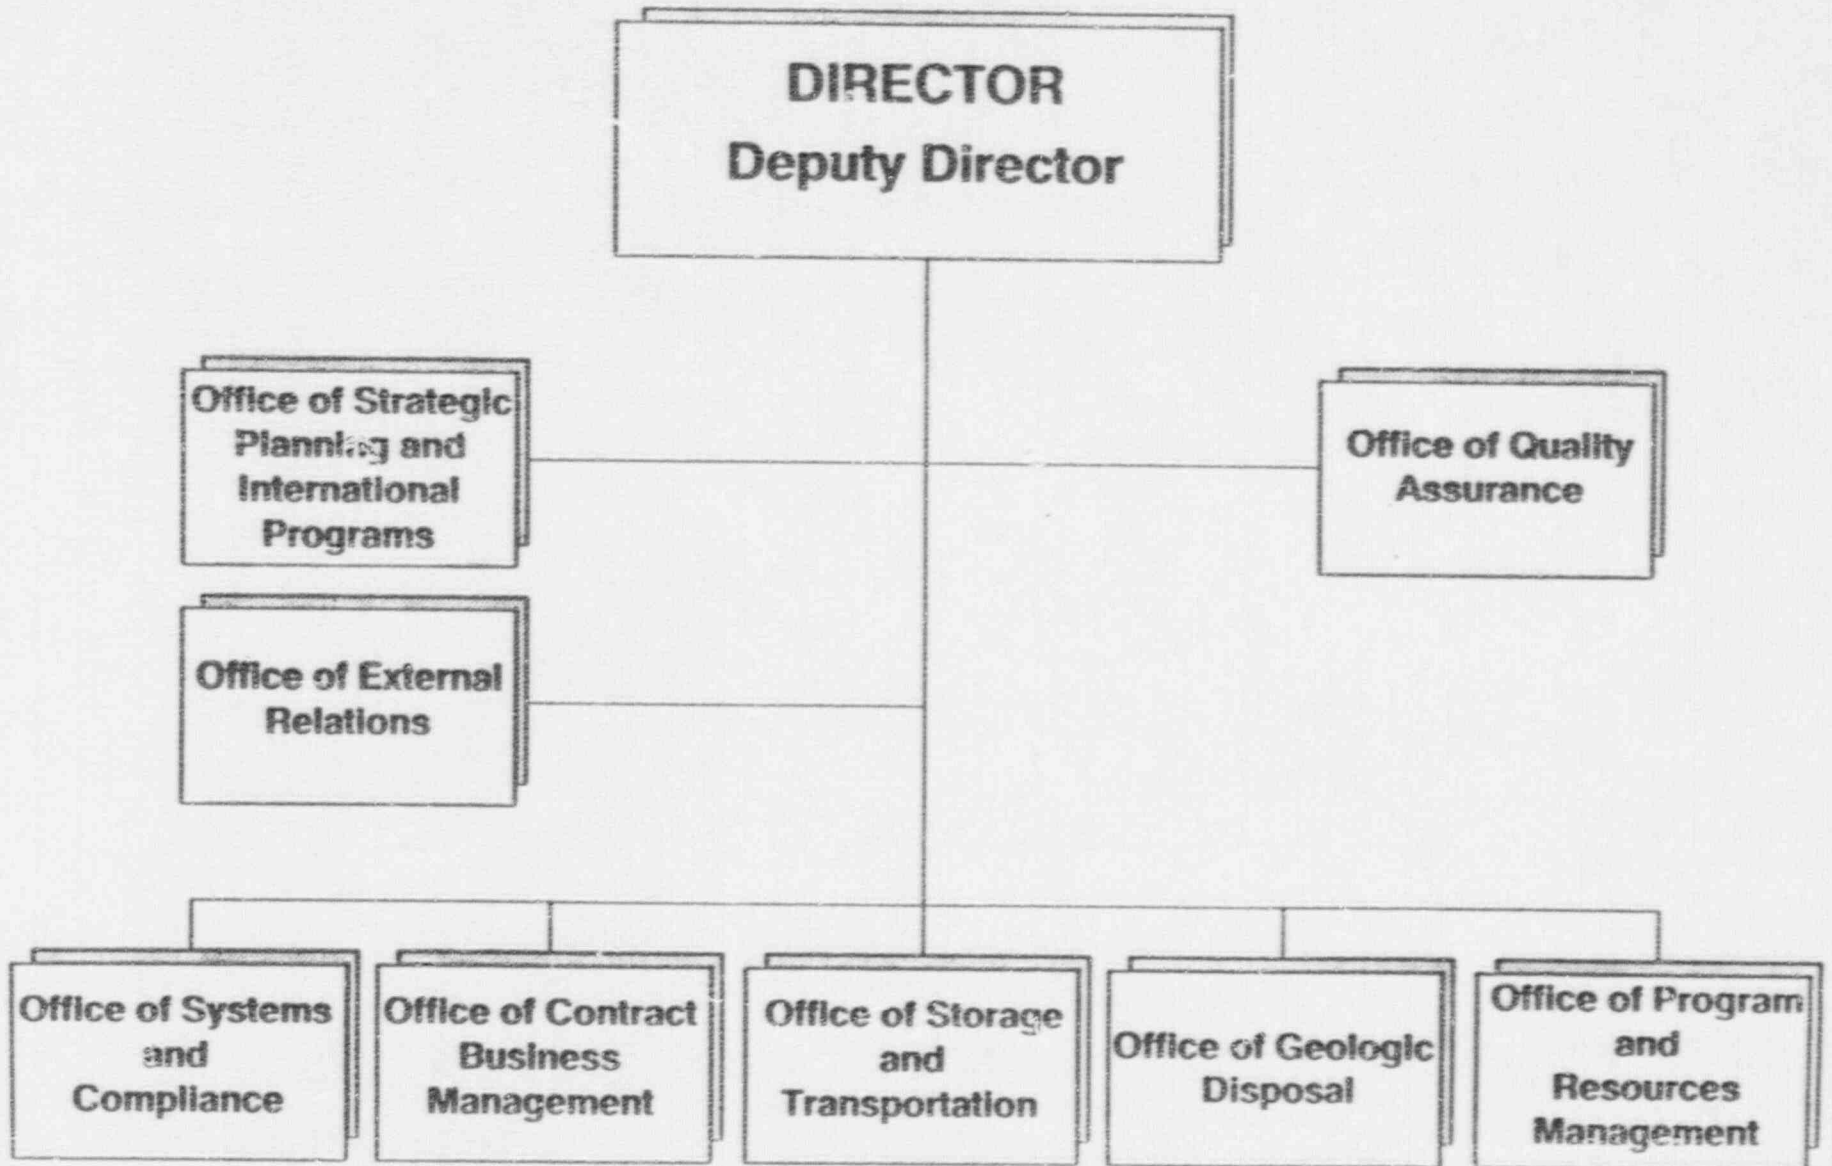 DIRECTOR
Deputy Director
Office of Strategic
Planning and
International
Programs
Office of Quality
Assurance
Office of External
Relations
Office of Systems
and
Compliance
Office of Contract
Business
Management
Office of Storage
and
Transportation
Office of Geologic
Disposal
Office of Program
and
Resources
Management